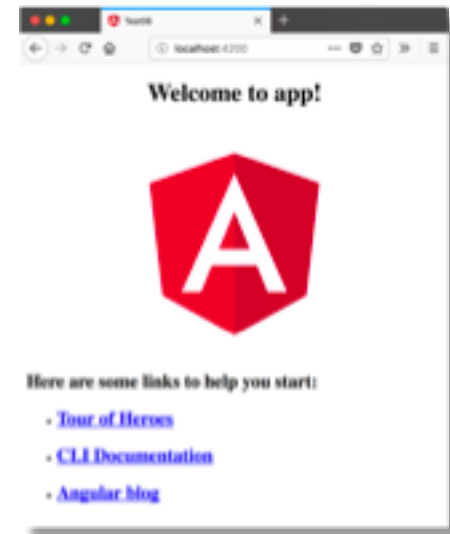 localhost:4200
Welcome to app!
A
Here are some links to help you start:
Tour of Heroes
CLI Documentation
Angular blog